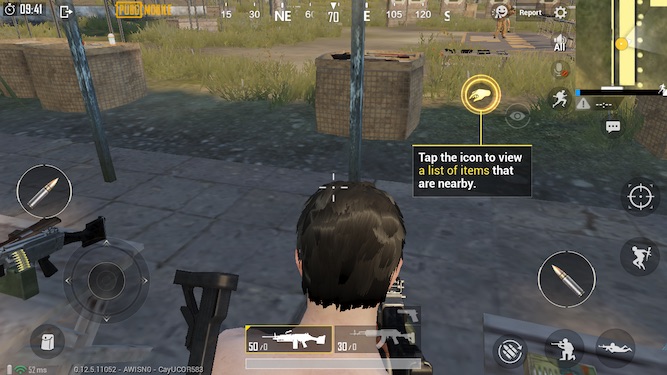 09:41
PUBG MOBILE
15 30 NE 60 70 E 105 120 S
Report
All
--:--
Tap the icon to view
a list of items that
are nearby.
50/0
30/0
52 ms
0.12.5.11052 - AWISN0 - CayUCOR583